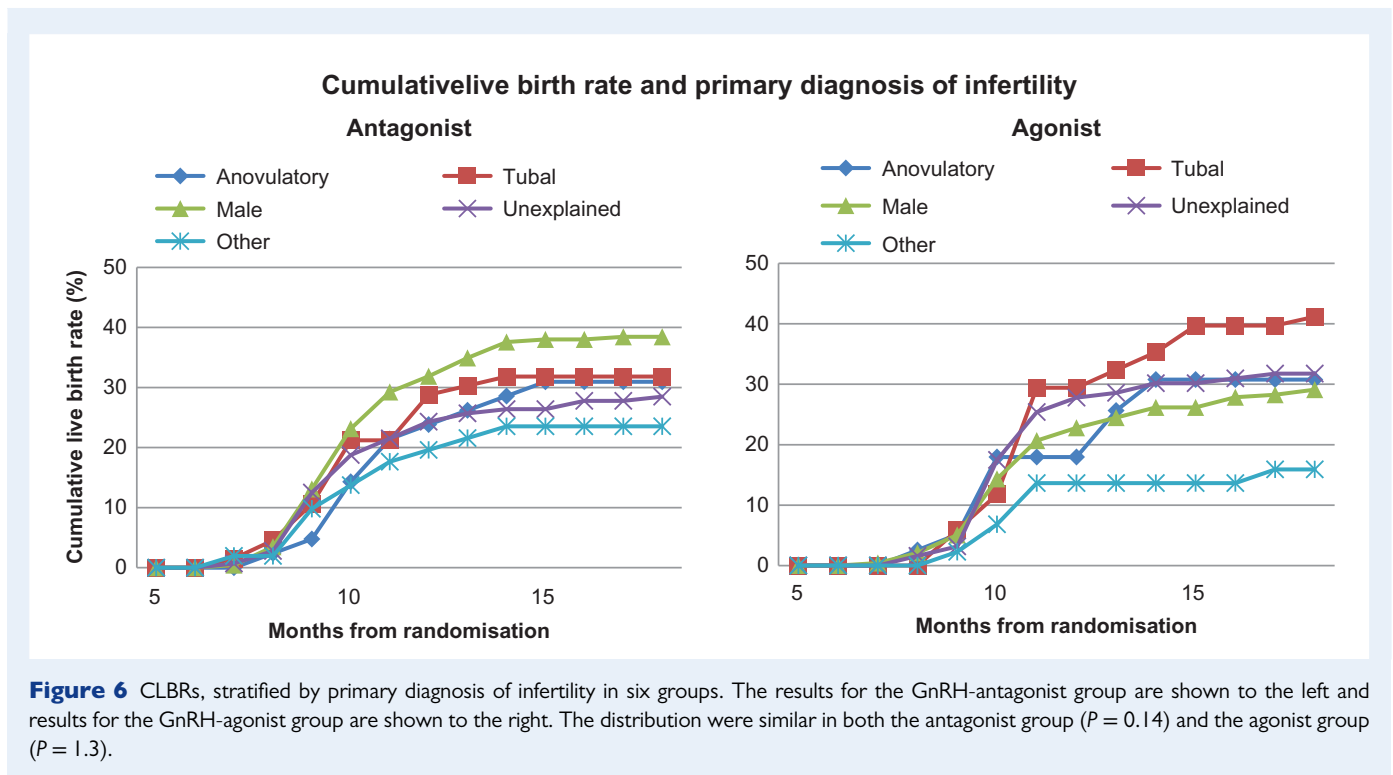 Cumulativelive birth rate and primary diagnosis of infertility
Antagonist
Anovulatory
Tubal
Male
Unexplained
Other
Cumulative live birth rate (%)
50
40
30
20
10
0
5
10
15
Months from randomisation
Agonist
Anovulatory
Tubal
Male
Unexplained
Other
50
40
30
20
10
0
5
10
15
Months from randomisation
Figure 6 CLBRs, stratified by primary diagnosis of infertility in six groups. The results for the GnRH-antagonist group are shown to the left and
results for the GnRH-agonist group are shown to the right. The distribution were similar in both the antagonist group (P = 0.14) and the agonist group
(P = 1.3).